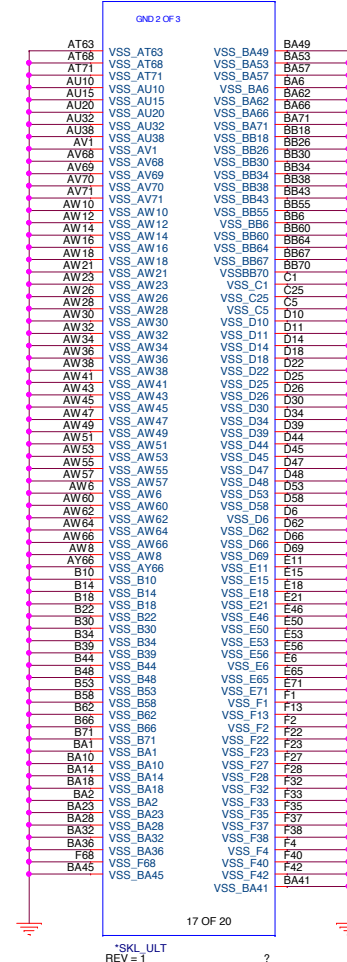 GND 2 OF 3
AT63 VSS_AT63 VSS_BA49 BA49
AT68 VSS_AT68 VSS_BA53 BA53
AT71 VSS_AT71 VSS_BA57 BA57
AU10 VSS_AU10 VSS_BA6 BA6
AU15 VSS_AU15 VSS_BA62 BA62
AU20 VSS_AU20 VSS_BA66 BA66
AU32 VSS_AU32 VSS_BA71 BA71
AU38 VSS_AU38 VSS_BB18 BB18
AV1 VSS_AV1 VSS_BB26 BB26
AV68 VSS_AV68 VSS_BB30 BB30
AV69 VSS_AV69 VSS_BB34 BB34
AV70 VSS_AV70 VSS_BB38 BB38
AV71 VSS_AV71 VSS_BB43 BB43
AW10 VSS_AW10 VSS_BB55 BB55
AW12 VSS_AW12 VSS_BB6 BB6
AW14 VSS_AW14 VSS_BB60 BB60
AW16 VSS_AW16 VSS_BB64 BB64
AW18 VSS_AW18 VSS_BB67 BB67
AW21 VSS_AW21 VSSBB70 BB70
AW23 VSS_AW23 VSS_C1 C1
AW26 VSS_AW26 VSS_C25 C25
AW28 VSS_AW28 VSS_C5 C5
AW30 VSS_AW30 VSS_D10 D10
AW32 VSS_AW32 VSS_D11 D11
AW34 VSS_AW34 VSS_D14 D14
AW36 VSS_AW36 VSS_D18 D18
AW38 VSS_AW38 VSS_D22 D22
AW41 VSS_AW41 VSS_D25 D25
AW43 VSS_AW43 VSS_D26 D26
AW45 VSS_AW45 VSS_D30 D30
AW47 VSS_AW47 VSS_D34 D34
AW49 VSS_AW49 VSS_D39 D39
AW51 VSS_AW51 VSS_D44 D44
AW53 VSS_AW53 VSS_D45 D45
AW55 VSS_AW55 VSS_D47 D47
AW57 VSS_AW57 VSS_D48 D48
AW6 VSS_AW6 VSS_D53 D53
AW60 VSS_AW60 VSS_D58 D58
AW62 VSS_AW62 VSS_D6 D6
AW64 VSS_AW64 VSS_D62 D62
AW66 VSS_AW66 VSS_D66 D66
AW8 VSS_AW8 VSS_D69 D69
AY66 VSS_AY66 VSS_E11 E11
B10 VSS_B10 VSS_E15 E15
B14 VSS_B14 VSS_E18 E18
B18 VSS_B18 VSS_E21 E21
B22 VSS_B22 VSS_E46 E46
B30 VSS_B30 VSS_E50 E50
B34 VSS_B34 VSS_E53 E53
B39 VSS_B39 VSS_E56 E56
B44 VSS_B44 VSS_E6 E6
B48 VSS_B48 VSS_E65 E65
B53 VSS_B53 VSS_E71 E71
B58 VSS_B58 VSS_F1 F1
B62 VSS_B62 VSS_F13 F13
B66 VSS_B66 VSS_F2 F2
B71 VSS_B71 VSS_F22 F22
BA1 VSS_BA1 VSS_F23 F23
BA10 VSS_BA10 VSS_F27 F27
BA14 VSS_BA14 VSS_F28 F28
BA18 VSS_BA18 VSS_F32 F32
BA2 VSS_BA2 VSS_F33 F33
BA23 VSS_BA23 VSS_F35 F35
BA28 VSS_BA28 VSS_F37 F37
BA32 VSS_BA32 VSS_F38 F38
BA36 VSS_BA36 VSS_F4 F4
F68 VSS_F68 VSS_F40 F40
BA45 VSS_BA45 VSS_F42 F42
VSS_BA41 BA41
17 OF 20
*SKL_ULT
REV = 1 ?